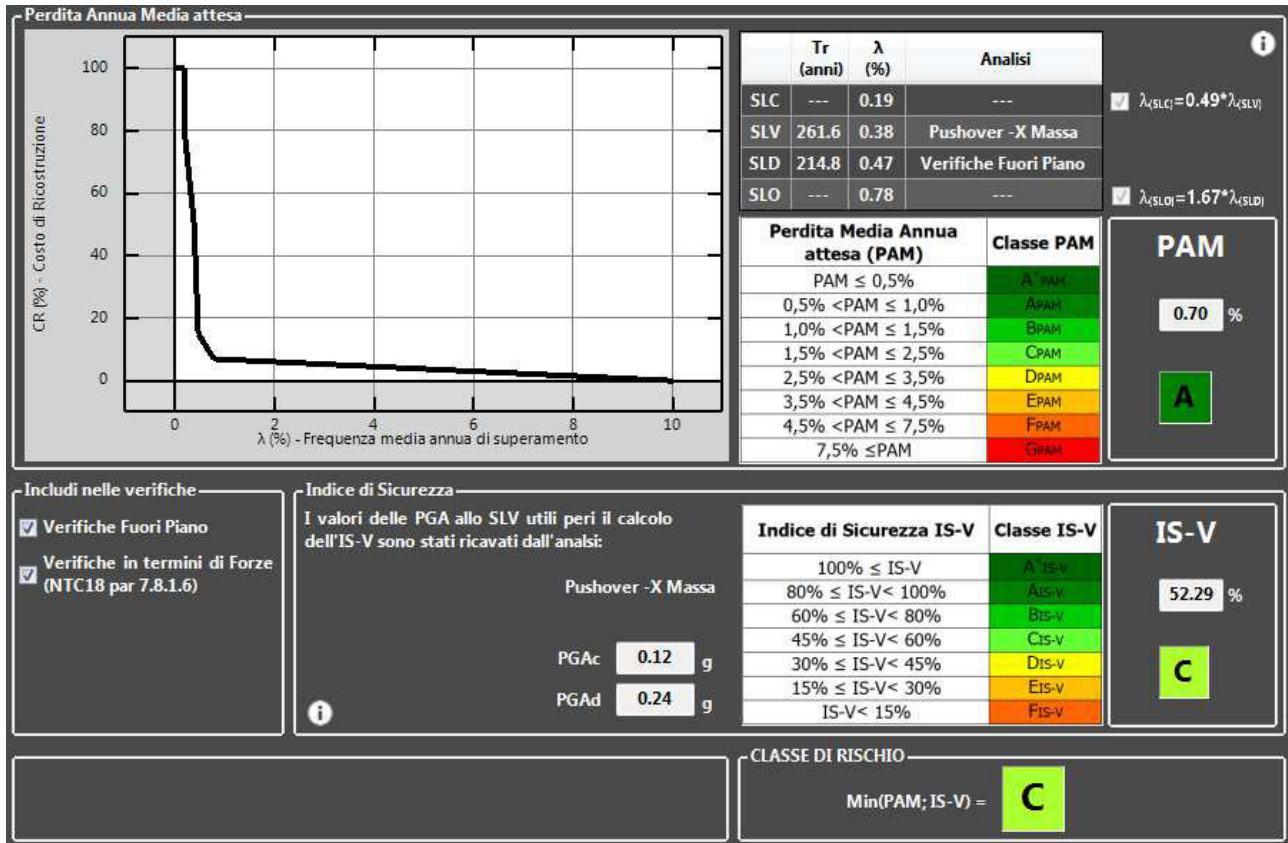 Perdita Annua Media attesa
CR (%) - Costo di Ricostruzione
100
80
60
40
20
0
0 2 4 6 8 10
λ (%) - Frequenza media annua di superamento
Tr (anni) λ (%) Analisi
SLC --- 0.19 ---
SLV 261.6 0.38 Pushover -X Massa
SLD 214.8 0.47 Verifiche Fuori Piano
SLO --- 0.78 ---
λ(SLC)=0.49*λ(SLV)
λ(SLO)=1.67*λ(SLD)
Perdita Media Annua attesa (PAM) Classe PAM
PAM ≤ 0,5% A+PAM
0,5% <PAM ≤ 1,0% APAM
1,0% <PAM ≤ 1,5% BPAM
1,5% <PAM ≤ 2,5% CPAM
2,5% <PAM ≤ 3,5% DPAM
3,5% <PAM ≤ 4,5% EPAM
4,5% <PAM ≤ 7,5% FPAM
7,5% ≤PAM GPAM
PAM
0.70 %
A
Includi nelle verifiche
Verifiche Fuori Piano
Verifiche in termini di Forze
(NTC18 par 7.8.1.6)
Indice di Sicurezza
I valori delle PGA allo SLV utili peri il calcolo
dell'IS-V sono stati ricavati dall'analsi:
Pushover -X Massa
PGAc 0.12 g
PGAd 0.24 g
Indice di Sicurezza IS-V Classe IS-V
100% ≤ IS-V A+IS-V
80% ≤ IS-V< 100% AIS-V
60% ≤ IS-V< 80% BIS-V
45% ≤ IS-V< 60% CIS-V
30% ≤ IS-V< 45% DIS-V
15% ≤ IS-V< 30% EIS-V
IS-V< 15% FIS-V
IS-V
52.29 %
C
CLASSE DI RISCHIO
Min(PAM; IS-V) = C